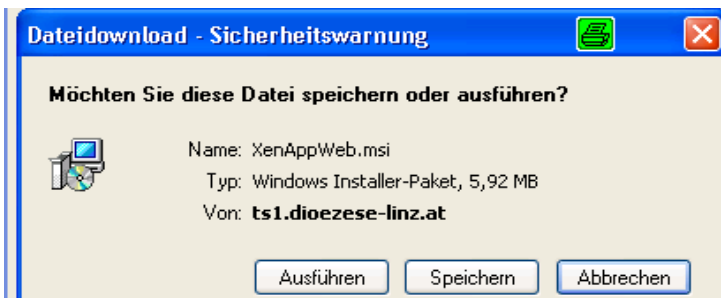 Dateidownload - Sicherheitswarnung
Möchten Sie diese Datei speichern oder ausführen?
Name: XenAppWeb.msi
Typ: Windows Installer-Paket, 5,92 MB
Von: ts1.dioezese-linz.at
Ausführen Speichern Abbrechen